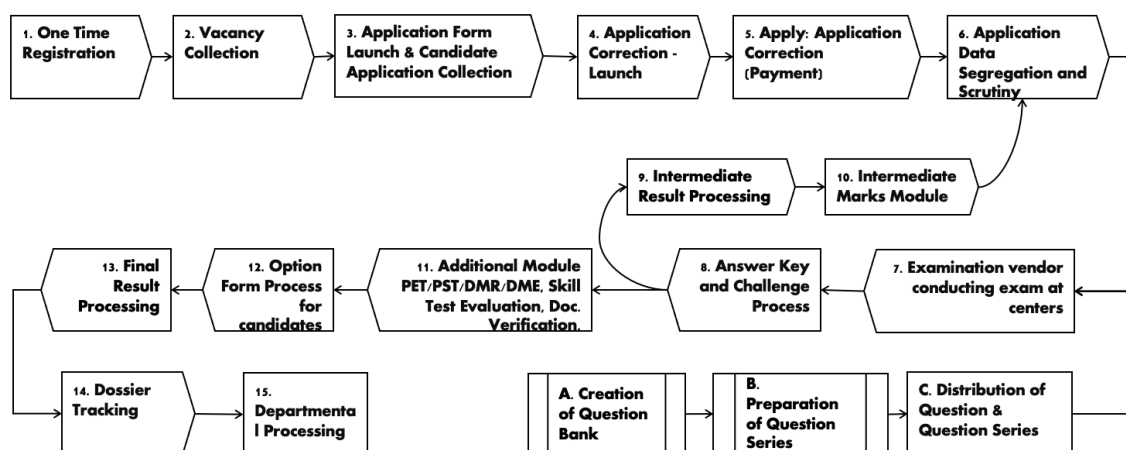 1. One Time
Registration
2. Vacancy
Collection
3. Application Form
Launch & Candidate
Application Collection
4. Application
Correction -
Launch
5. Apply: Application
Correction
(Payment)
6. Application
Data
Segregation and
Scrutiny
9. Intermediate
Result Processing
10. Intermediate
Marks Module
13. Final
Result
Processing
12. Option
Form Process
for
candidates
11. Additional Module
PET/PST/DMR/DME, Skill
Test Evaluation, Doc.
Verification.
8. Answer Key
and Challenge
Process
7. Examination vendor
conducting exam at
centers
14. Dossier
Tracking
15.
Departmenta
l Processing
A. Creation
of Question
Bank
B.
Preparation
of Question
Series
C. Distribution of
Question &
Question Series